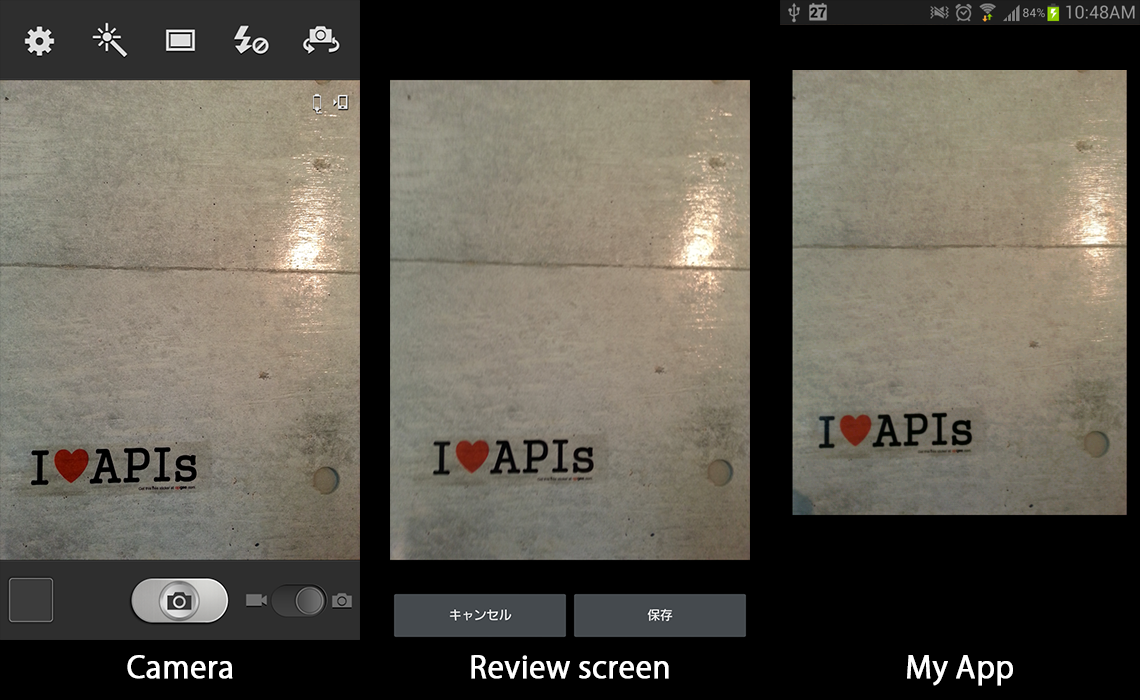 27
84%
10:48AM
I ♥ APIs
I ♥ APIs
I ♥ APIs
キャンセル
保存
Camera
Review screen
My App